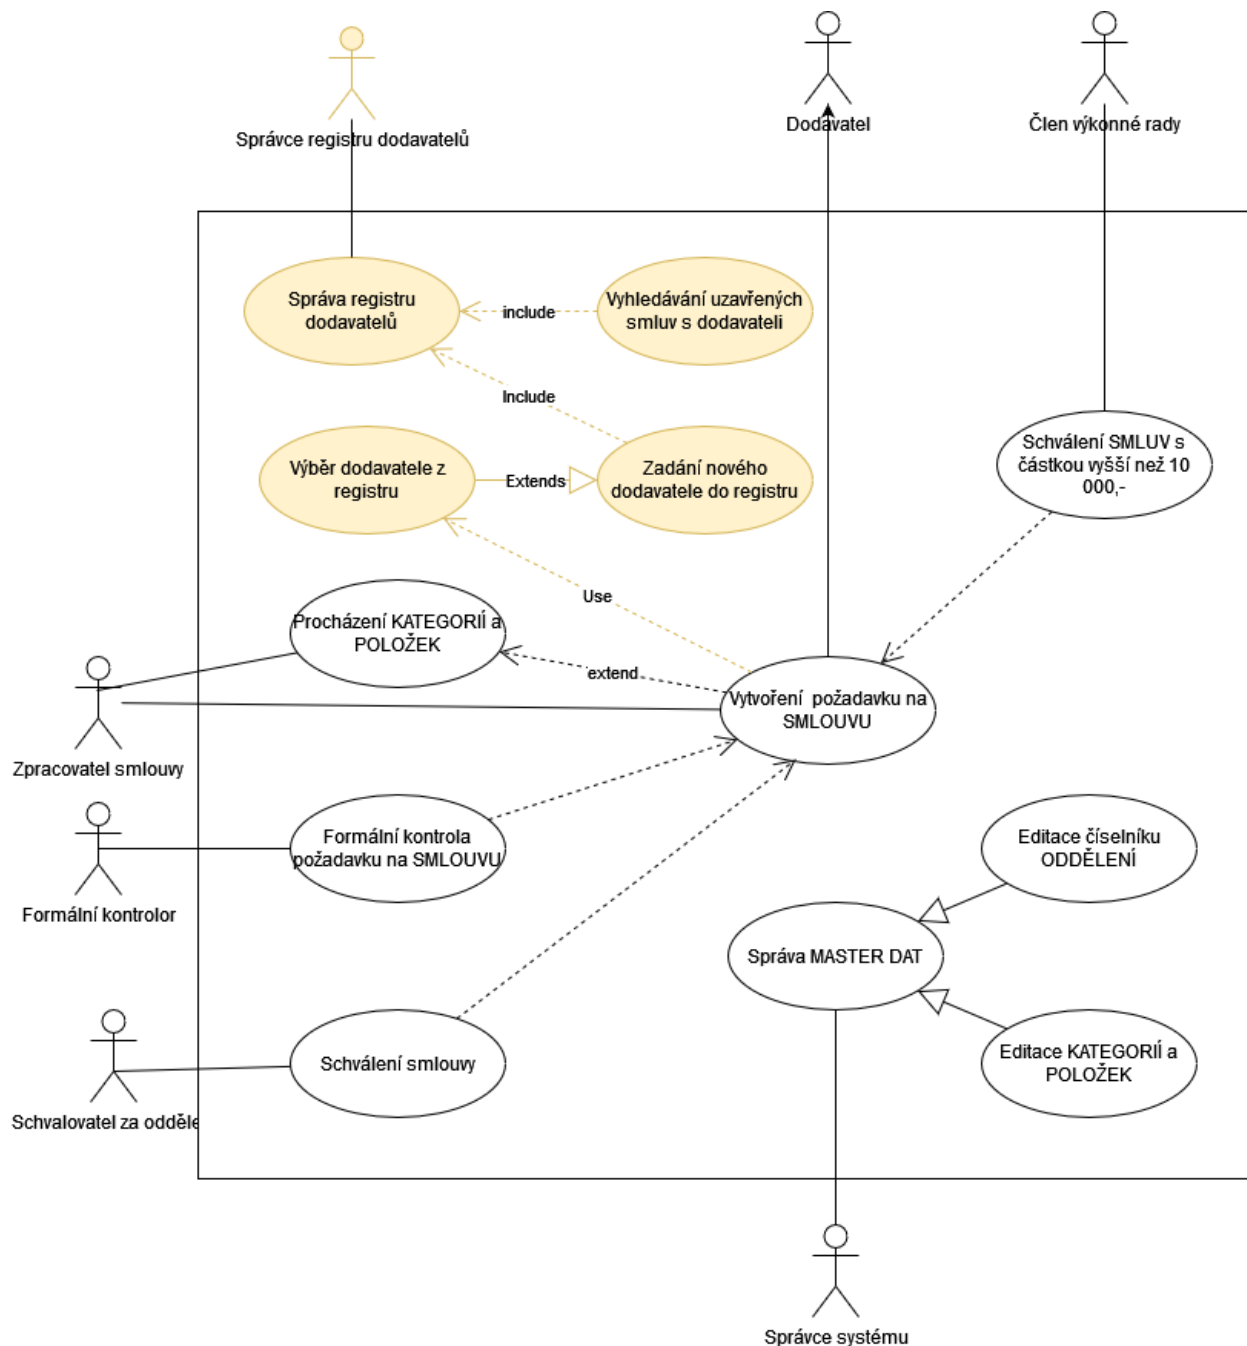 Správce registru dodavatelů
Dodavatel
Člen výkonné rady
Správa registru
dodavatelů
include
Vyhledávání uzavřených
smluv s dodavateli
Include
Výběr dodavatele z
registru
Extends
Zadání nového
dodavatele do registru
Schválení SMLUV s
částkou vyšší než 10
000,-
Use
Procházení KATEGORIÍ a
POLOŽEK
extend
Vytvoření požadavku na
SMLOUVU
Zpracovatel smlouvy
Formální kontrola
požadavku na SMLOUVU
Formální kontrolor
Editace číselníku
ODDĚLENÍ
Správa MASTER DAT
Schválení smlouvy
Editace KATEGORIÍ a
POLOŽEK
Schvalovatel za odděle
Správce systému